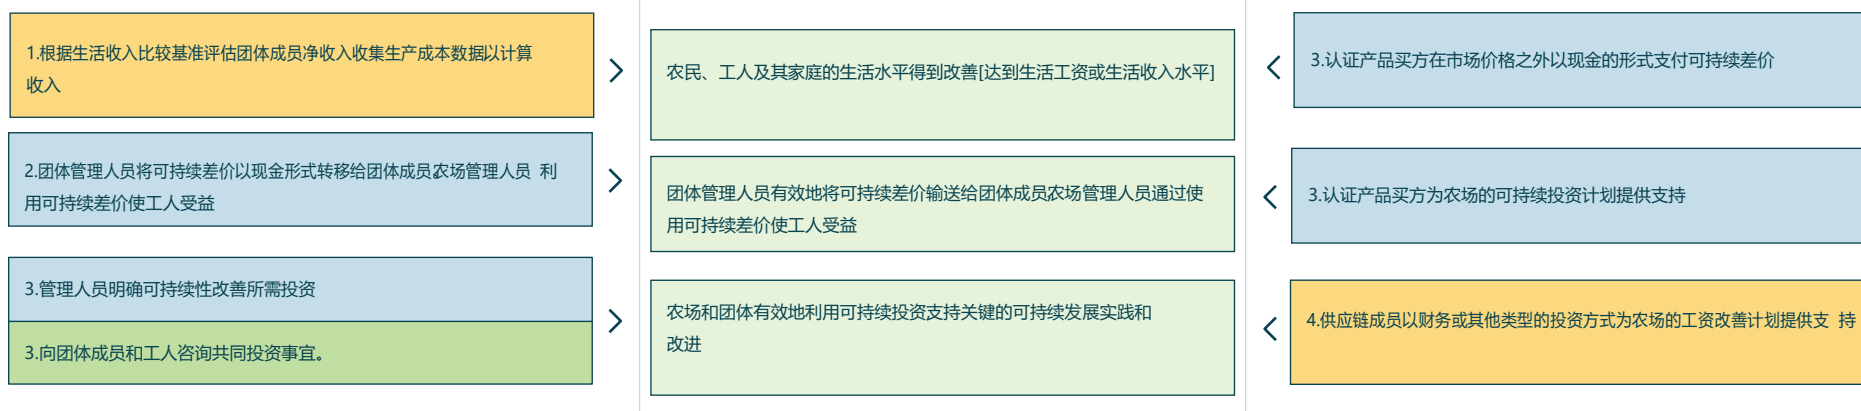 1.根据生活收入比较基准评估团体成员净收入收集生产成本数据以计算
收入
2.团体管理人员将可持续差价以现金形式转移给团体成员农场管理人员 利
用可持续差价使工人受益
3.管理人员明确可持续性改善所需投资
3.向团体成员和工人咨询共同投资事宜。
农民、工人及其家庭的生活水平得到改善[达到生活工资或生活收入水平]
团体管理人员有效地将可持续差价输送给团体成员农场管理人员通过使
用可持续差价使工人受益
农场和团体有效地利用可持续投资支持关键的可持续发展实践和
改进
3.认证产品买方在市场价格之外以现金的形式支付可持续差价
3.认证产品买方为农场的可持续投资计划提供支持
4.供应链成员以财务或其他类型的投资方式为农场的工资改善计划提供支 持